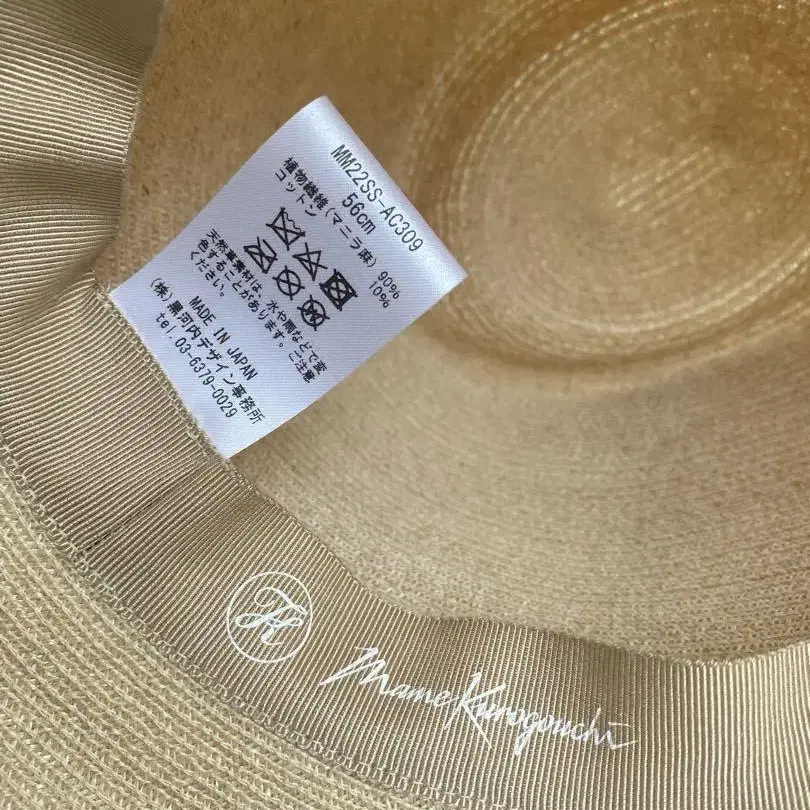 MM22SS-AC309
56cm
植物繊維(マニラ麻) 90%
コットン 10%
天然草素材は、水や雨などで変
色することがあります。ご注意
ください。
MADE IN JAPAN
(株)黒河内デザイン事務所
tel.03-6379-0029
Mame Kurogouchi